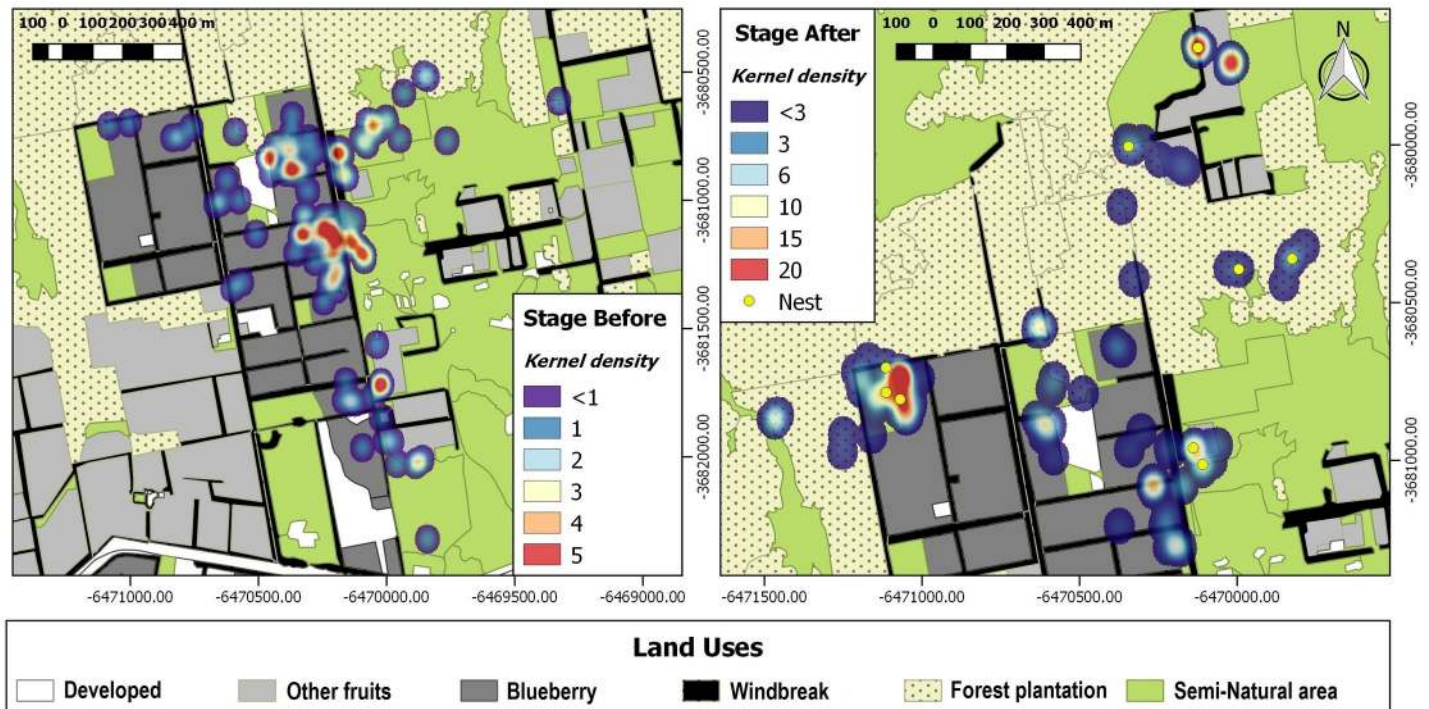 100 0 100 200 300 400 m
Stage Before
Kernel density
<1
1
2
3
4
5
-3680500.00
-3681000.00
-3681500.00
-3682000.00
-6471000.00 -6470500.00 -6470000.00 -6469500.00 -6469000.00
100 0 100 200 300 400 m
Stage After
Kernel density
<3
3
6
10
15
20
Nest
N
-3680000.00
-3680500.00
-3681000.00
-6471500.00 -6471000.00 -6470500.00 -6470000.00
Land Uses
Developed Other fruits Blueberry Windbreak Forest plantation Semi-Natural area